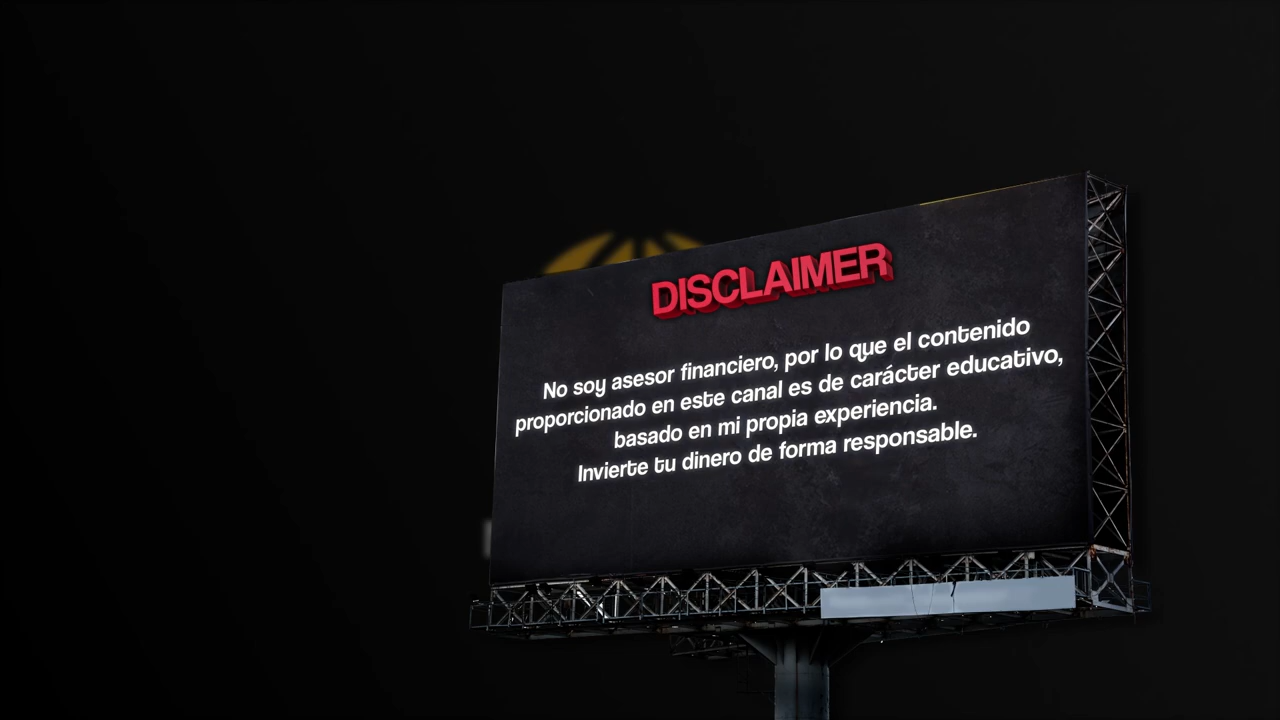 DISCLAIMER
No soy asesor financiero, por lo que el contenido
proporcionado en este canal es de carácter educativo,
basado en mi propia experiencia.
Invierte tu dinero de forma responsable.